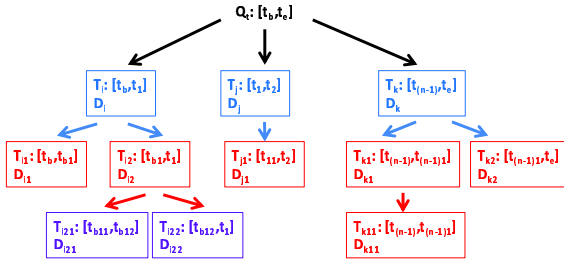 Qt: [tb,te]
Ti: [tb,t1]
Di
Tj: [t1,t2]
Dj
Tk: [t(n-1),te]
Dk
Ti1: [tb,tb1]
Di1
Ti2: [tb1,t1]
Di2
Tj1: [t11,t2]
Dj1
Tk1: [t(n-1),t(n-1)1]
Dk1
Tk2: [t(n-1)1,te]
Dk2
Ti21: [tb11,tb12]
Di21
Ti22: [tb12,t1]
Di22
Tk11: [t(n-1),t(n-1)1]
Dk11